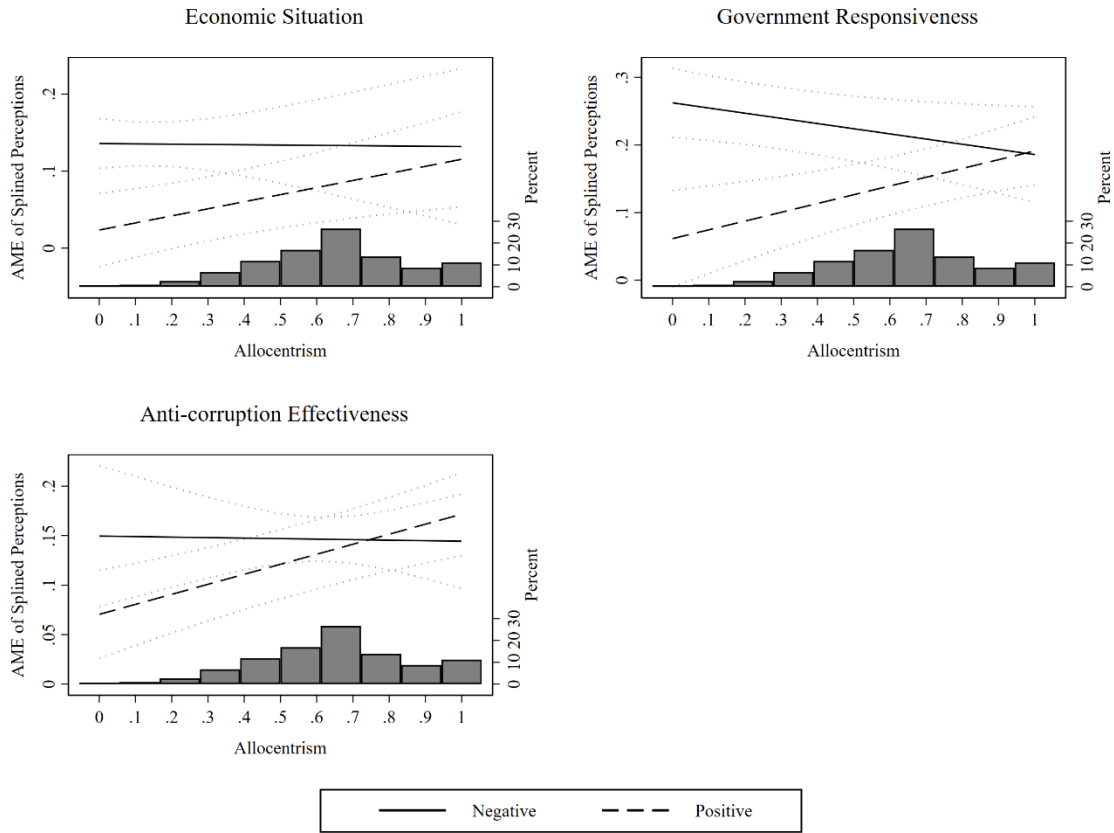 Economic Situation
AME of Splined Perceptions
0 .1 .2
Percent
0 10 20 30
0 .1 .2 .3 .4 .5 .6 .7 .8 .9 1
Allocentrism
Government Responsiveness
AME of Splined Perceptions
0 .1 .2 .3
Percent
0 10 20 30
0 .1 .2 .3 .4 .5 .6 .7 .8 .9 1
Allocentrism
Anti-corruption Effectiveness
AME of Splined Perceptions
0 .05 .1 .15 .2
Percent
0 10 20 30
0 .1 .2 .3 .4 .5 .6 .7 .8 .9 1
Allocentrism
Negative Positive